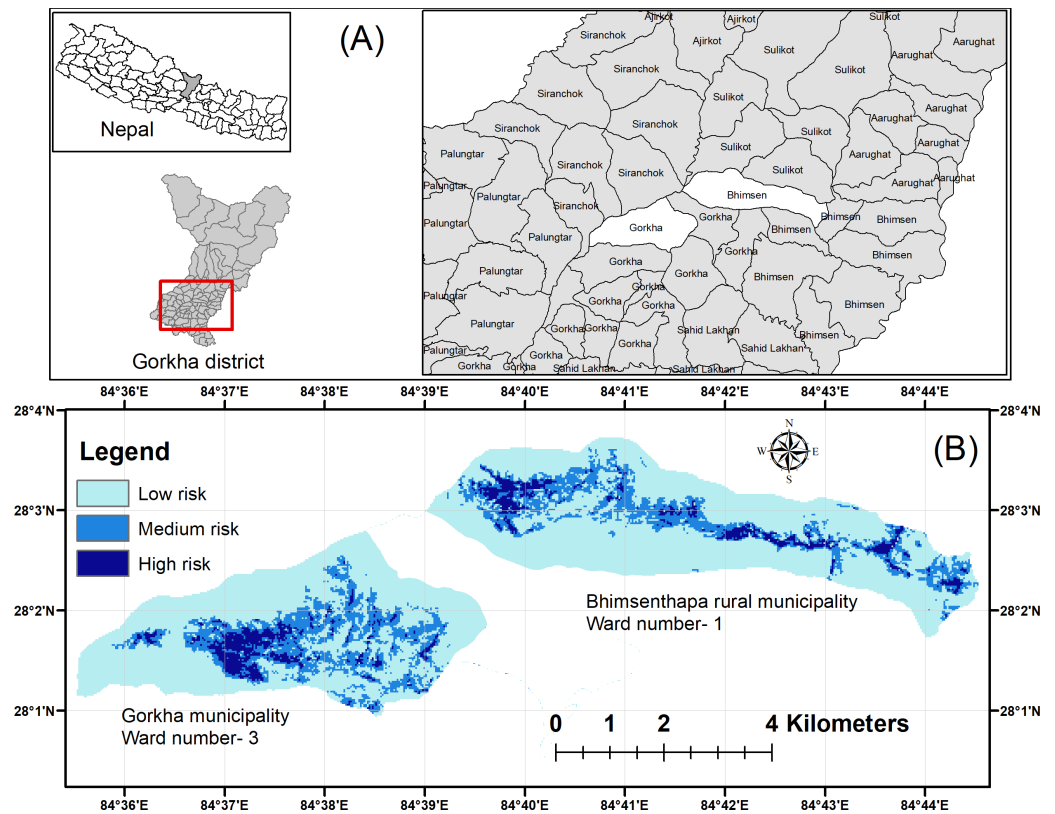 (A)
Nepal
Gorkha district
Ajirkot
Ajirkot
Sulikot
Siranchok
Ajirkot
Sulikot
Aarughat
Aarughat
Siranchok
Sulikot
Siranchok
Sulikot
Aarughat
Siranchok
Siranchok
Sulikot
Aarughat
Palungtar
Sulikot
Aarughat
Siranchok
Siranchok
Sulikot
Aarughat
Palungtar
Palungtar
Bhimsen
Aarughat
Aarughat
Siranchok
Palungtar
Palungtar
Gorkha
Gorkha
Bhimsen
Bhimsen
Bhimsen
Gorkha
Bhimsen
Palungtar
Gorkha
Gorkha
Bhimsen
Palungtar
Gorkha
Gorkha
Gorkha
Bhimsen
Palungtar
Gorkha
Gorkha
Gorkha
Sahid Lakhan
Bhimsen
Palungtar
Gorkha
Sahid Lakhan
Gorkha
Gorkha
Sahid Lakhan
Sahid Lakhan
84°36'E 84°37'E 84°38'E 84°39'E 84°40'E 84°41'E 84°42'E 84°43'E 84°44'E
28°4'N
28°4'N
Legend
Low risk
Medium risk
High risk
N
W
E
S
(B)
28°3'N
28°3'N
Bhimsenthapa rural municipality
Ward number- 1
28°2'N
28°2'N
Gorkha municipality
Ward number- 3
28°1'N
28°1'N
0 1 2 4 Kilometers
84°36'E 84°37'E 84°38'E 84°39'E 84°40'E 84°41'E 84°42'E 84°43'E 84°44'E